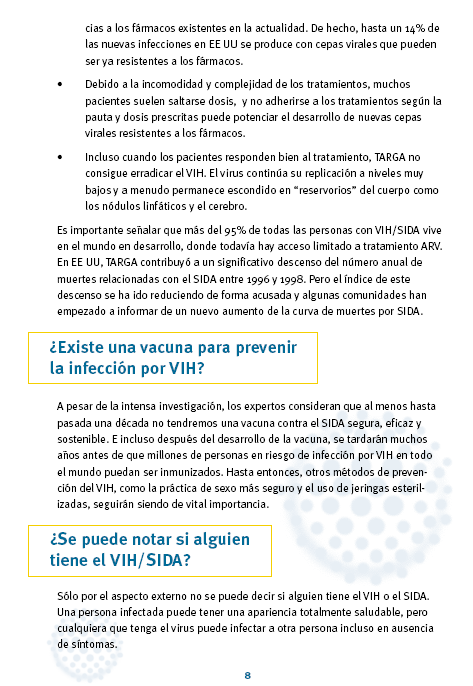 cias a los fármacos existentes en la actualidad. De hecho, hasta un 14% de
las nuevas infecciones en EE UU se produce con cepas virales que pueden
ser ya resistentes a los fármacos.
• Debido a la incomodidad y complejidad de los tratamientos, muchos
pacientes suelen saltarse dosis, y no adherirse a los tratamientos según la
pauta y dosis prescritas puede potenciar el desarrollo de nuevas cepas
virales resistentes a los fármacos.
• Incluso cuando los pacientes responden bien al tratamiento, TARGA no
consigue erradicar el VIH. El virus continúa su replicación a niveles muy
bajos y a menudo permanece escondido en “reservorios” del cuerpo como
los nódulos linfáticos y el cerebro.
Es importante señalar que más del 95% de todas las personas con VIH/SIDA vive
en el mundo en desarrollo, donde todavía hay acceso limitado a tratamiento ARV.
En EE UU, TARGA contribuyó a un significativo descenso del número anual de
muertes relacionadas con el SIDA entre 1996 y 1998. Pero el índice de este
descenso se ha ido reduciendo de forma acusada y algunas comunidades han
empezado a informar de un nuevo aumento de la curva de muertes por SIDA.
¿Existe una vacuna para prevenir
la infección por VIH?
A pesar de la intensa investigación, los expertos consideran que al menos hasta
pasada una década no tendremos una vacuna contra el SIDA segura, eficaz y
sostenible. E incluso después del desarrollo de la vacuna, se tardarán muchos
años antes de que millones de personas en riesgo de infección por VIH en todo
el mundo puedan ser inmunizados. Hasta entonces, otros métodos de preven-
ción del VIH, como la práctica de sexo más seguro y el uso de jeringas esteril-
izadas, seguirán siendo de vital importancia.
¿Se puede notar si alguien
tiene el VIH/SIDA?
Sólo por el aspecto externo no se puede decir si alguien tiene el VIH o el SIDA.
Una persona infectada puede tener una apariencia totalmente saludable, pero
cualquiera que tenga el virus puede infectar a otra persona incluso en ausencia
de síntomas.
8